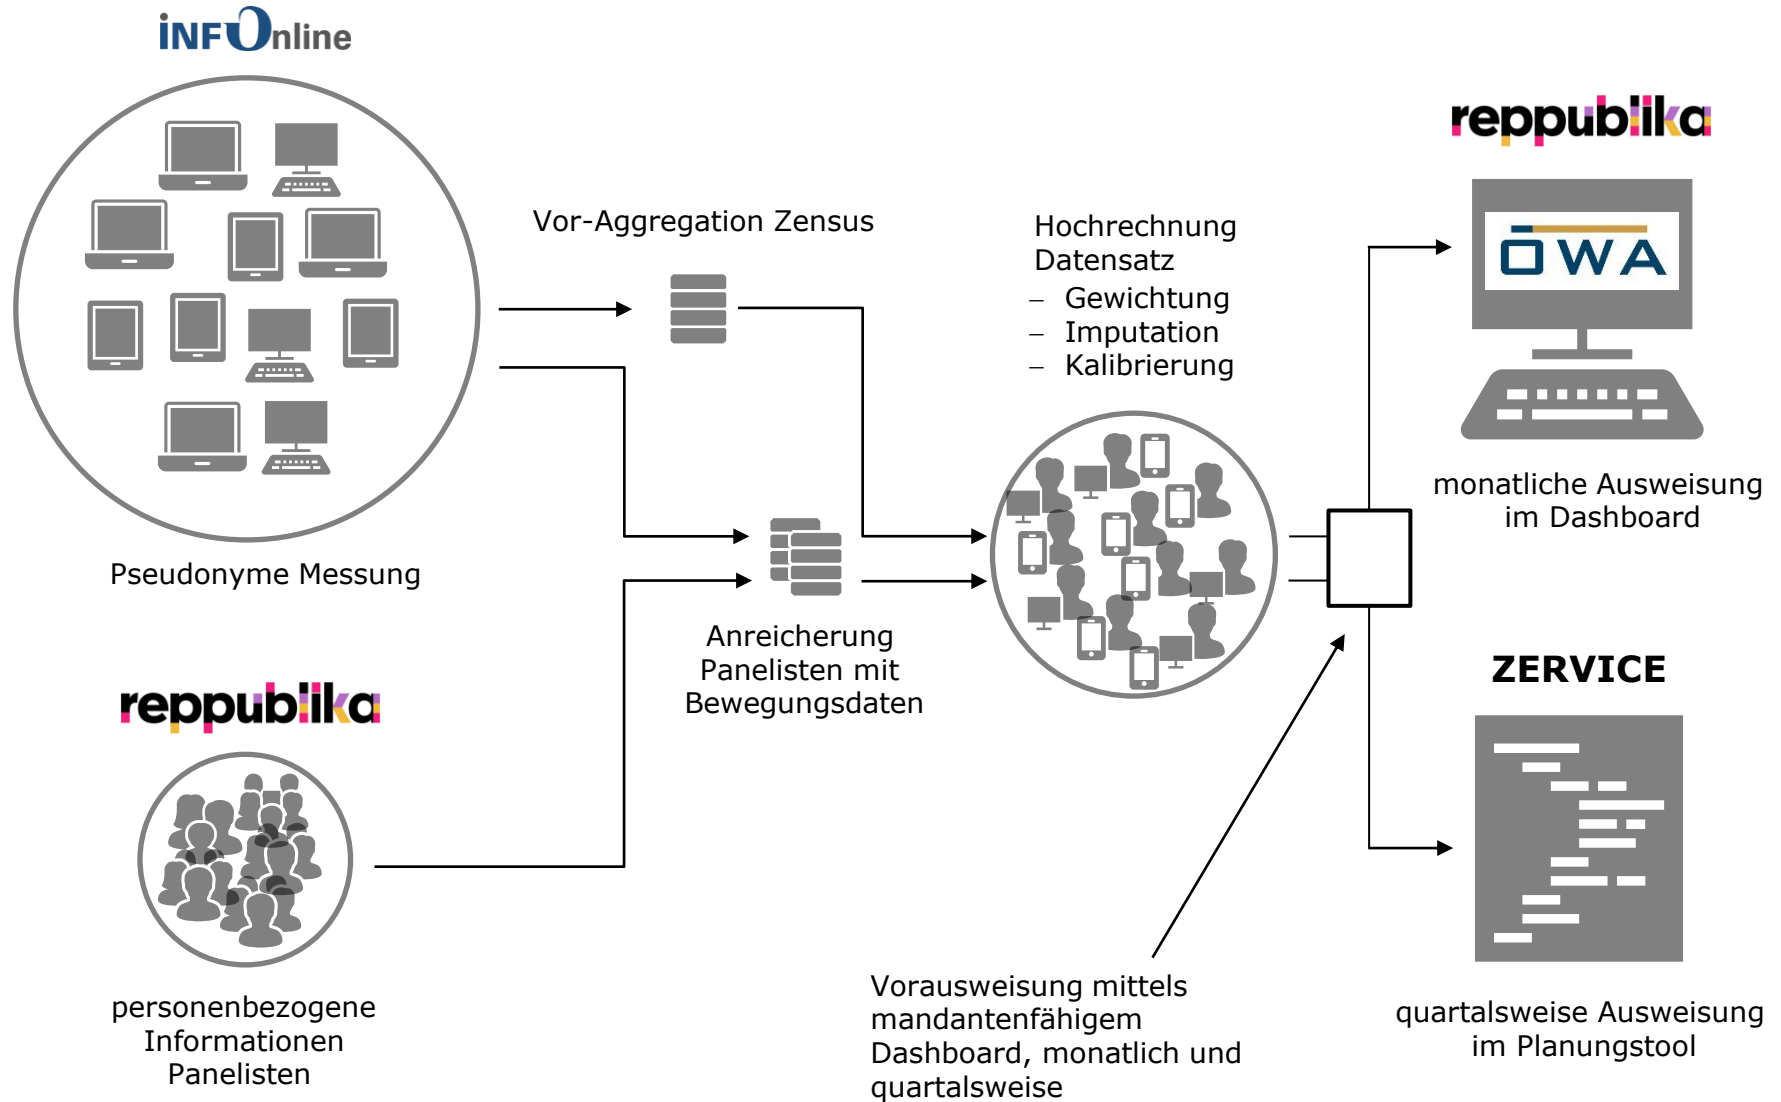 INFOnline
Pseudonyme Messung
reppublika
personenbezogene
Informationen
Panelisten
Vor-Aggregation Zensus
Anreicherung
Panelisten mit
Bewegungsdaten
Hochrechnung
Datensatz
– Gewichtung
– Imputation
– Kalibrierung
Vorausweisung mittels
mandantenfähigem
Dashboard, monatlich und
quartalsweise
reppublika
ÖWA
monatliche Ausweisung
im Dashboard
ZERVICE
quartalsweise Ausweisung
im Planungstool